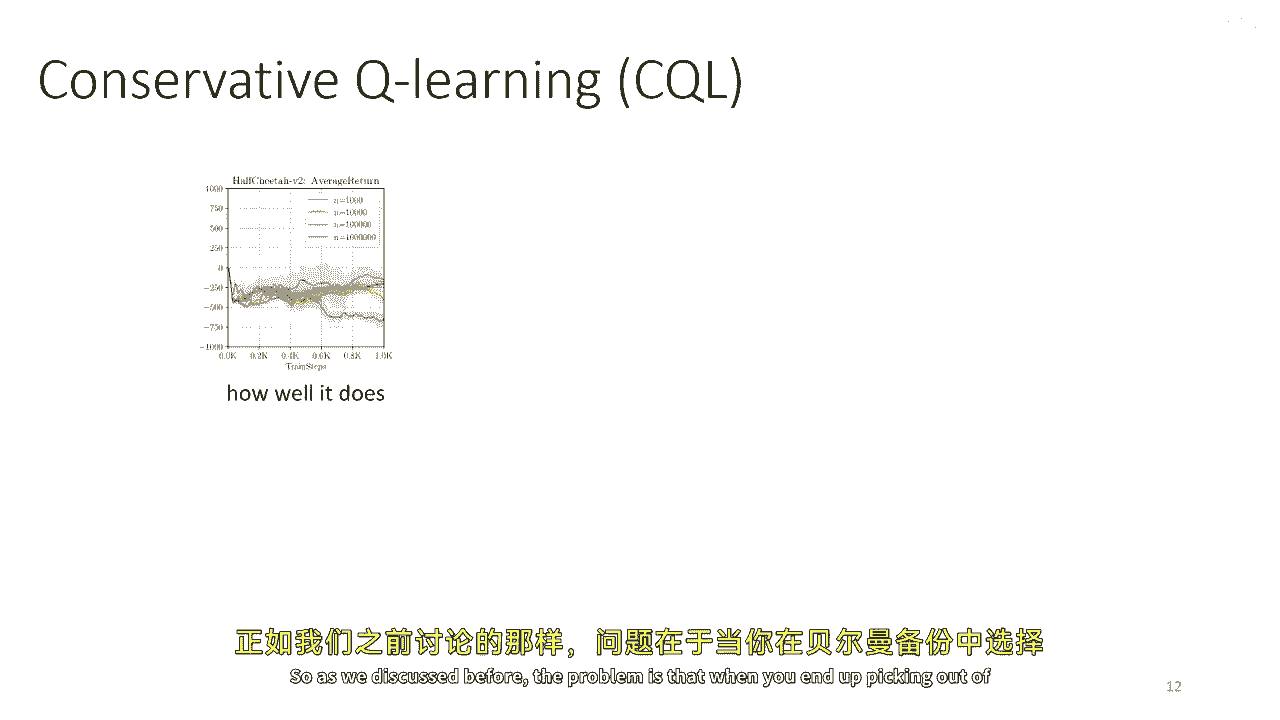 Conservative Q-learning (CQL)
HalfCheetah-v2: AverageReturn
1000
750
500
250
0
−250
−500
−750
−1000
n=1000
n=10000
n=100000
n=1000000
0.0K 0.2K 0.4K 0.6K 0.8K 1.0K
TrainSteps
how well it does
正如我们之前讨论的那样，问题在于当你在贝尔曼备份中选择
So as we discussed before, the problem is that when you end up picking out of
12